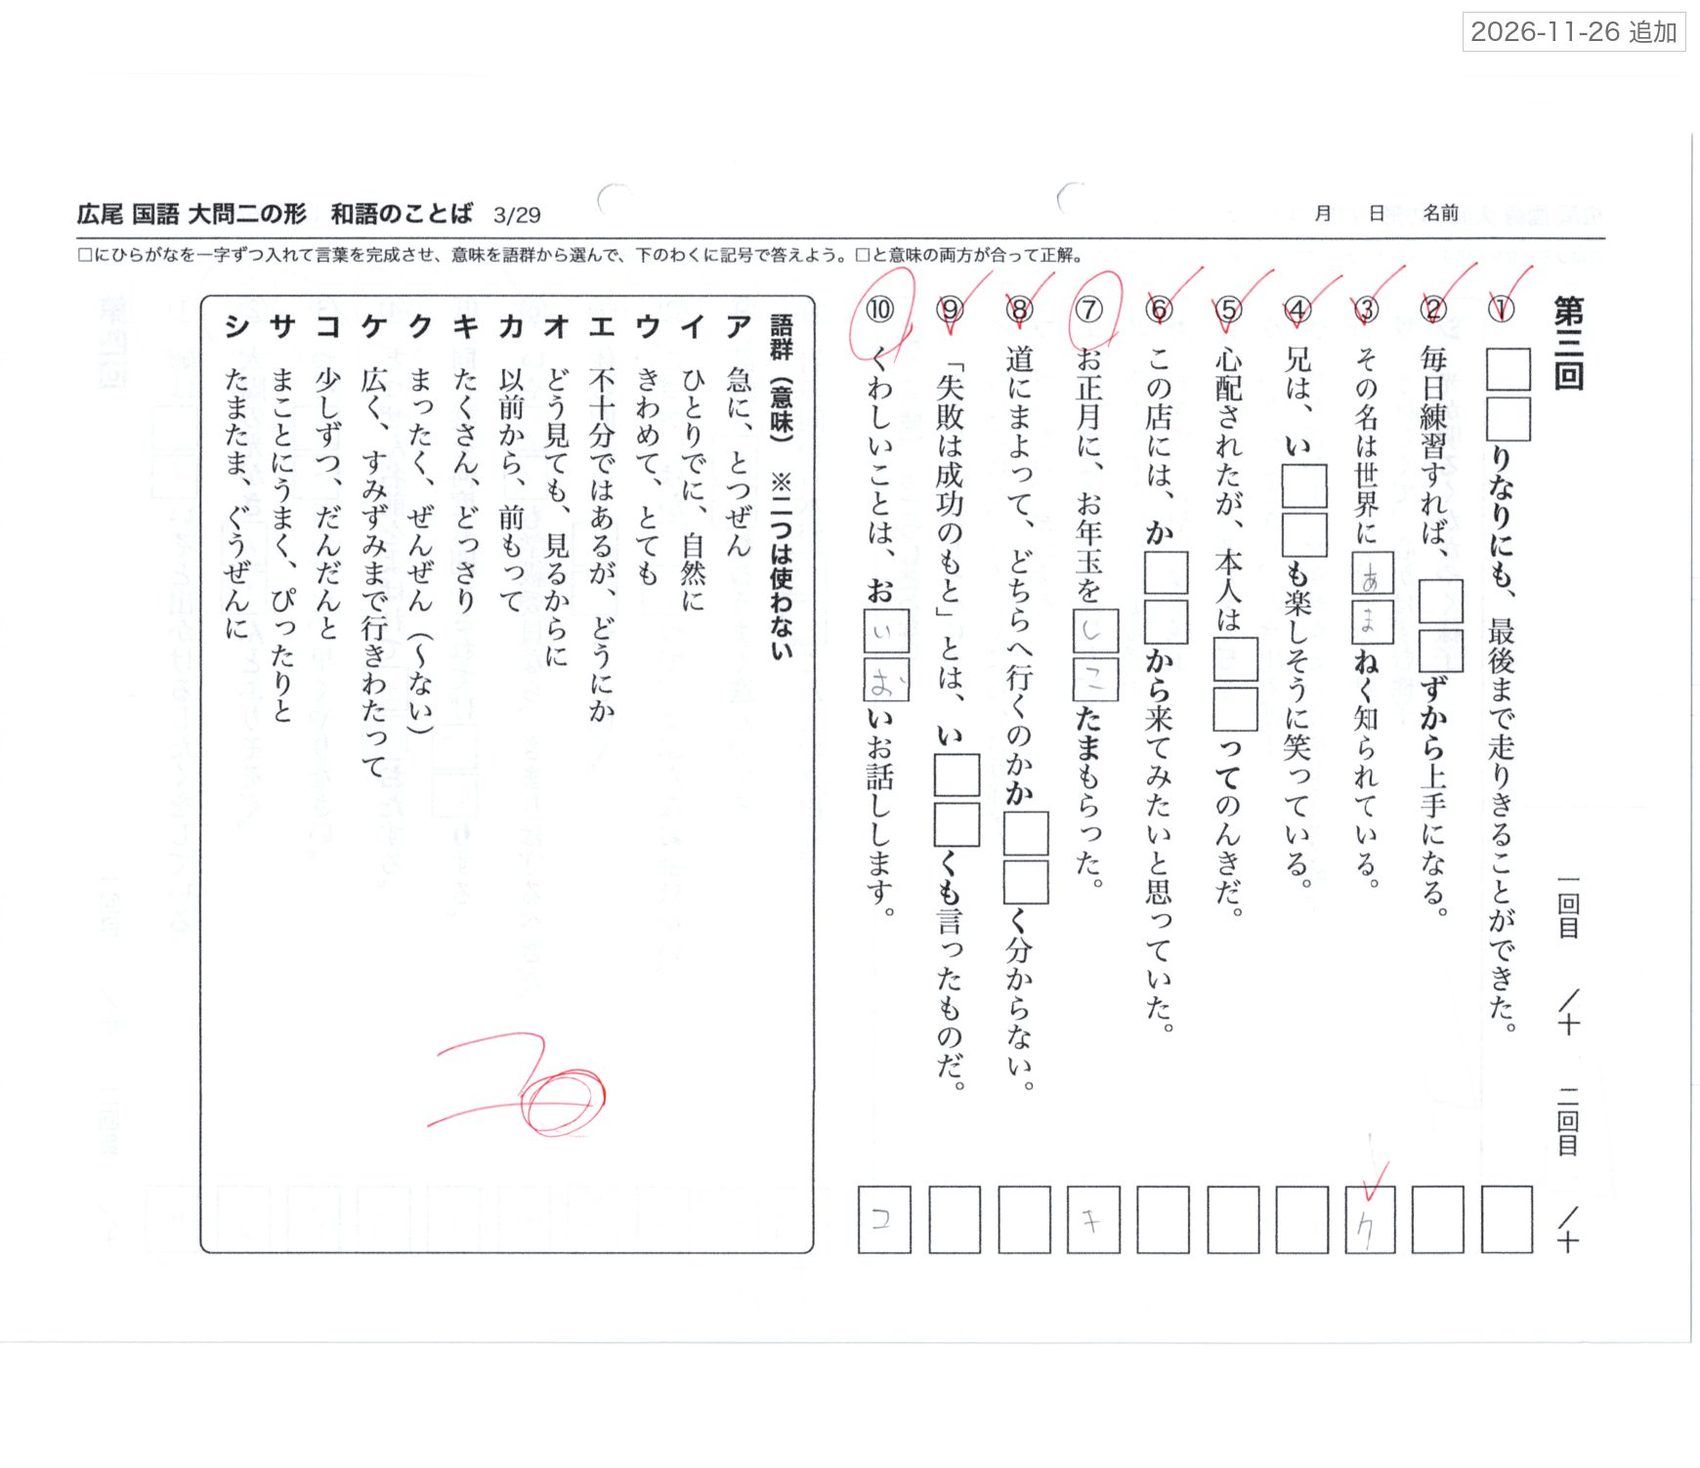 2026-11-26 追加
広尾 国語 大問二の形　和語のことば　3/29
月　日　名前
□にひらがなを一字ずつ入れて言葉を完成させ、意味を語群から選んで、下のわくに記号で答えよう。□と意味の両方が合って正解。
第三回　一回目　／十　二回目　／十
① □□りなりにも、最後まで走りきることができた。
② 毎日練習すれば、□□ずから上手になる。
③ その名は世界にあまねく知られている。 ク
④ 兄は、い□□も楽しそうに笑っている。
⑤ 心配されたが、本人は□□ってのんきだ。
⑥ この店には、か□□から来てみたいと思っていた。
⑦ お正月に、お年玉をしこたまもらった。 キ
⑧ 道にまよって、どちらへ行くのかか□□く分からない。
⑨ 「失敗は成功のもと」とは、い□□くも言ったものだ。
⑩ くわしいことは、おいおいいお話しします。 コ
語群（意味）　※二つは使わない
ア 急に、とつぜん
イ ひとりでに、自然に
ウ きわめて、とても
エ 不十分ではあるが、どうにか
オ どう見ても、見るからに
カ 以前から、前もって
キ たくさん、どっさり
ク まったく、ぜんぜん（～ない）
ケ 広く、すみずみまで行きわたって
コ 少しずつ、だんだんと
サ まことにうまく、ぴったりと
シ たまたま、ぐうぜんに
20